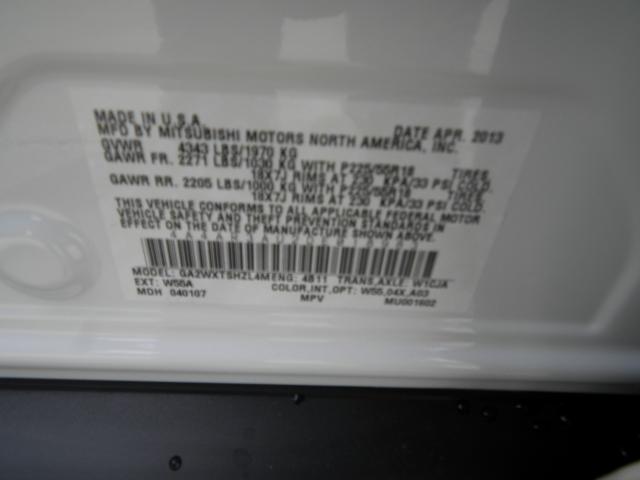 MADE IN U.S.A. DATE APR. 2013
MFD BY MITSUBISHI MOTORS NORTH AMERICA, INC.
GVWR 4343 LBS/1970 KG
GAWR FR. 2271 LBS/1030 KG WITH P225/55R18 TIRES,
18X7J RIMS AT 230 KPA/33 PSI COLD.
GAWR RR. 2205 LBS/1000 KG WITH P225/55R18 TIRES,
18X7J RIMS AT 230 KPA/33 PSI COLD.
THIS VEHICLE CONFORMS TO ALL APPLICABLE FEDERAL MOTOR
VEHICLE SAFETY AND THEFT PREVENTION STANDARDS IN
EFFECT ON THE DATE OF MANUFACTURE SHOWN ABOVE.
MODEL: GA2WXTSHZL4M ENG: 4B11 TRANS,AXLE: W1CJA
EXT: W55A COLOR,INT,OPT: W55,04X,A03
MDH 040107 MPV MU001602